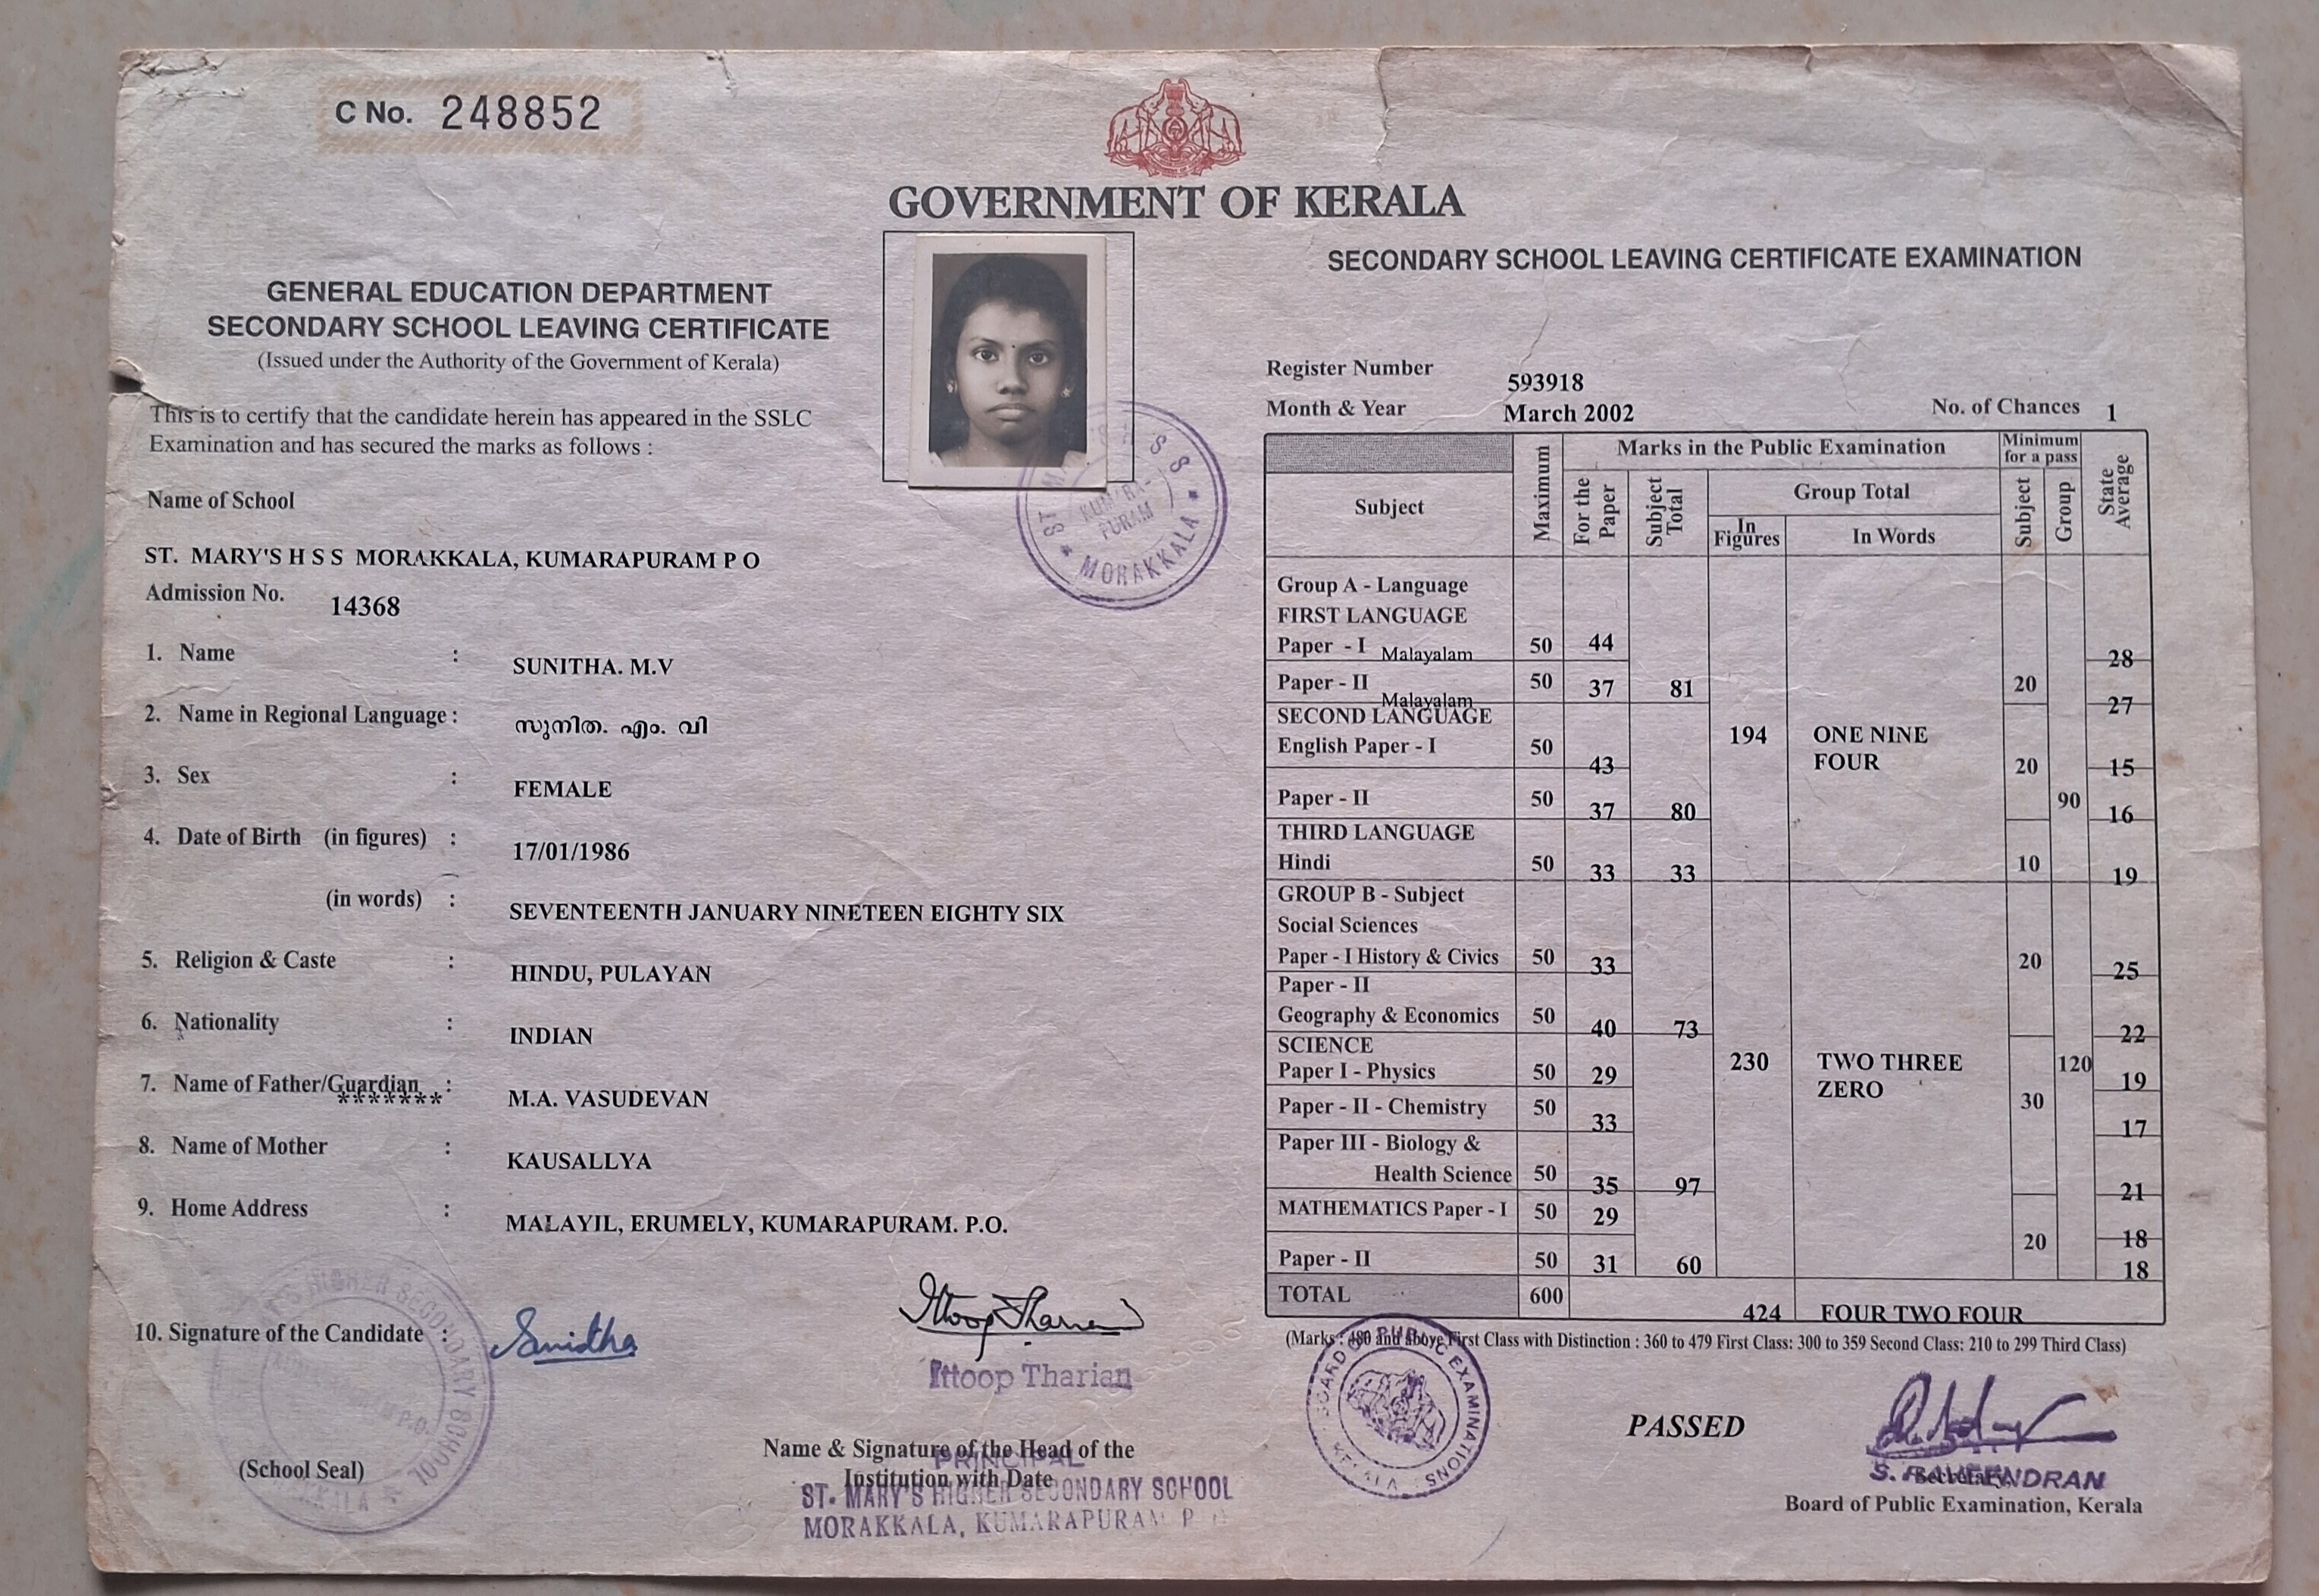 C No. 248852
GOVERNMENT OF KERALA
GENERAL EDUCATION DEPARTMENT
SECONDARY SCHOOL LEAVING CERTIFICATE
(Issued under the Authority of the Government of Kerala)
This is to certify that the candidate herein has appeared in the SSLC
Examination and has secured the marks as follows :
Name of School
ST. MARY'S H S S MORAKKALA, KUMARAPURAM P O
Admission No. 14368
1. Name : SUNITHA. M.V
2. Name in Regional Language : സുനിത. എം. വി
3. Sex : FEMALE
4. Date of Birth (in figures) : 17/01/1986
(in words) : SEVENTEENTH JANUARY NINETEEN EIGHTY SIX
5. Religion & Caste : HINDU, PULAYAN
6. Nationality : INDIAN
7. Name of Father/Guardian : M.A. VASUDEVAN
*******
8. Name of Mother : KAUSALLYA
9. Home Address : MALAYIL, ERUMELY, KUMARAPURAM. P.O.
10. Signature of the Candidate : Sunitha
Ittoop Tharian
Ittoop Tharian
(School Seal)
Name & Signature of the Head of the
Institution with Date
PRINCIPAL
ST. MARY'S HIGHER SECONDARY SCHOOL
MORAKKALA, KUMARAPURAM P O
HIGHER SECONDARY SCHOOL
KUMARA-
PURAM
MORAKKALA
SECONDARY SCHOOL LEAVING CERTIFICATE EXAMINATION
Register Number 593918
Month & Year March 2002 No. of Chances 1
Subject Maximum Marks in the Public Examination Minimum for a pass State Average
For the Paper Subject Total Group Total Subject Group
In Figures In Words
Group A - Language
FIRST LANGUAGE
Paper - I Malayalam 50 44 28
Paper - II Malayalam 50 37 81 20 27
SECOND LANGUAGE
194 ONE NINE FOUR
English Paper - I 50 43 20 15
90
Paper - II 50 37 80 16
THIRD LANGUAGE
Hindi 50 33 33 10 19
GROUP B - Subject
Social Sciences
Paper - I History & Civics 50 33 20 25
Paper - II
Geography & Economics 50 40 73 22
SCIENCE
230 TWO THREE ZERO 120
Paper I - Physics 50 29 19
Paper - II - Chemistry 50 33 30 17
Paper III - Biology &
Health Science 50 35 97 21
MATHEMATICS Paper - I 50 29 18
20
Paper - II 50 31 60 18
TOTAL 600 424 FOUR TWO FOUR
(Marks : 480 and above First Class with Distinction : 360 to 479 First Class: 300 to 359 Second Class: 210 to 299 Third Class)
BOARD OF PUBLIC EXAMINATIONS
KERALA
PASSED
S. RAVEENDRAN
Secretary
Board of Public Examination, Kerala